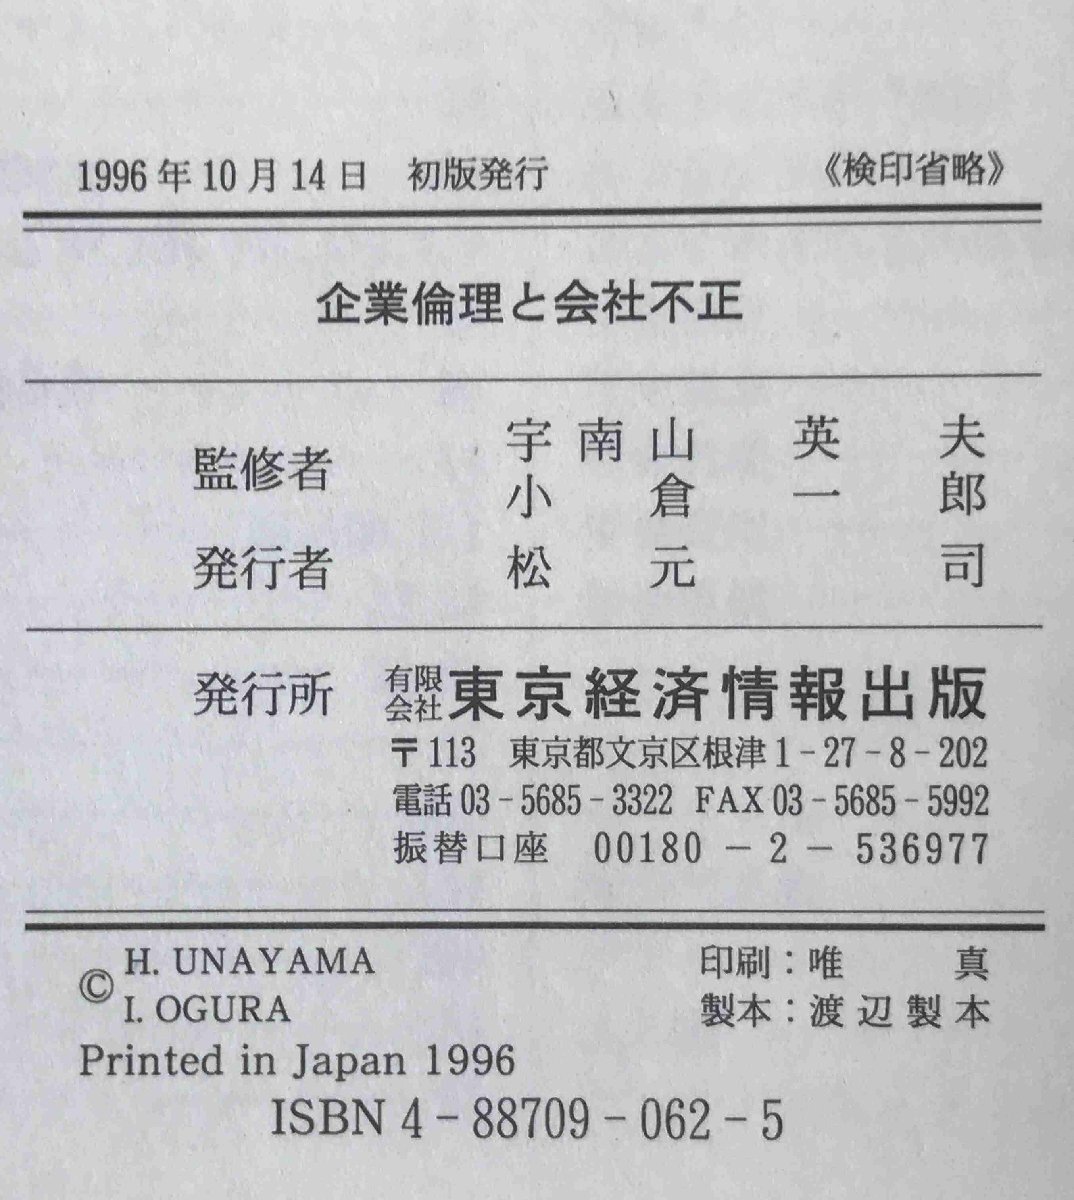 1996年10月14日　初版発行　《検印省略》
企業倫理と会社不正
監修者　宇南山　英夫
小倉　一郎
発行者　松元　司
発行所　有限会社 東京経済情報出版
〒113　東京都文京区根津1-27-8-202
電話03-5685-3322 FAX03-5685-5992
振替口座　00180-2-536977
© H. UNAYAMA
I. OGURA
印刷：唯　真
製本：渡辺製本
Printed in Japan 1996
ISBN 4-88709-062-5